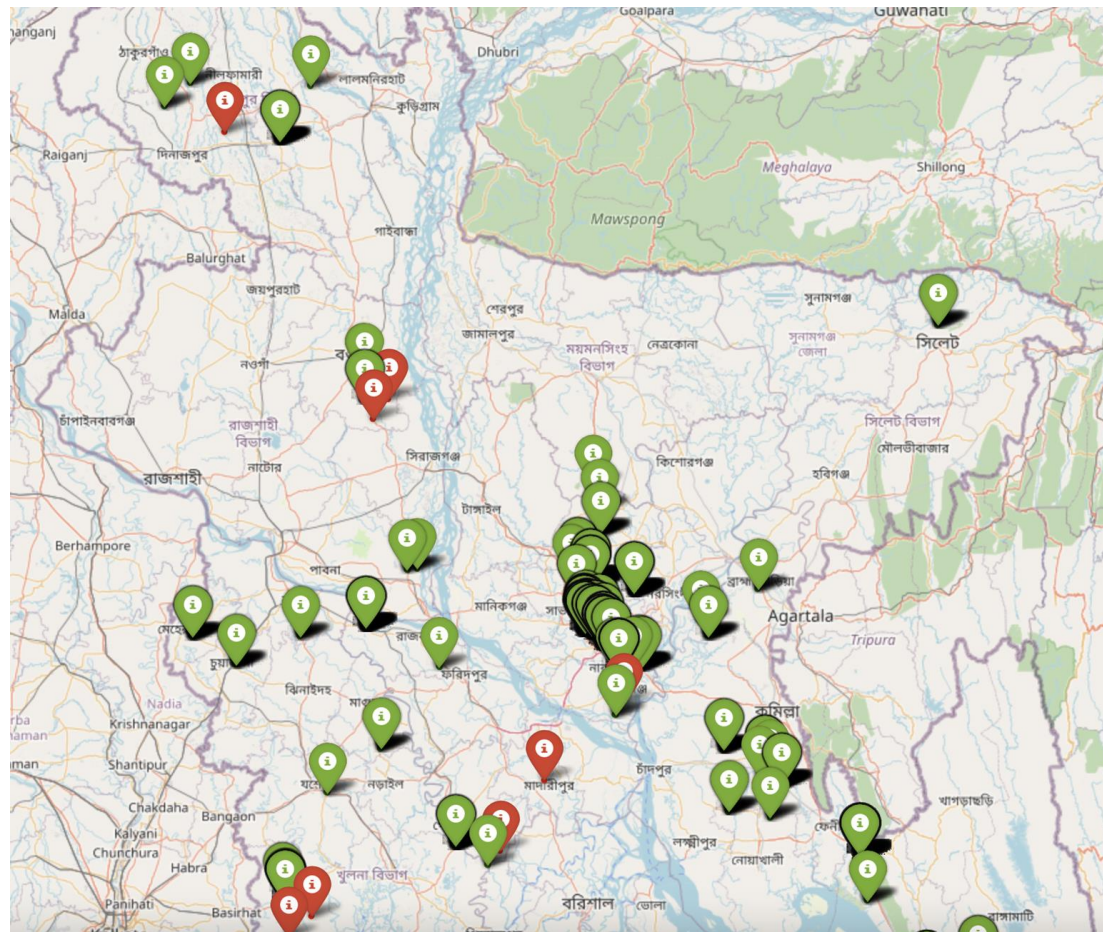 Goalpara
Guwahati
Dhubri
ঠাকুরগাঁও
নীলফামারী
লালমনিরহাট
কুড়িগ্রাম
Raiganj
দিনাজপুর
Meghalaya
Shillong
Mawspong
গাইবান্ধা
Balurghat
জয়পুরহাট
সুনামগঞ্জ
Malda
শেরপুর
জামালপুর
সুনামগঞ্জ
জেলা
সিলেট
ময়মনসিংহ
বিভাগ
নেত্রকোনা
নওগাঁ
চাঁপাইনবাবগঞ্জ
রাজশাহী
বিভাগ
সিলেট বিভাগ
মৌলভীবাজার
সিরাজগঞ্জ
কিশোরগঞ্জ
নাটোর
হবিগঞ্জ
রাজশাহী
টাঙ্গাইল
Berhampore
পাবনা
মানিকগঞ্জ
Agartala
Tripura
ফরিদপুর
ঝিনাইদহ
Nadia
Krishnanagar
কুমিল্লা
Shantipur
চাঁদপুর
নড়াইল
মাদারীপুর
খাগড়াছড়ি
Chakdaha
Bangaon
Kalyani
লক্ষ্মীপুর
Chunchura
নোয়াখালী
Habra
খুলনা বিভাগ
Panihati
Basirhat
বরিশাল
ভোলা
রাঙ্গামাটি